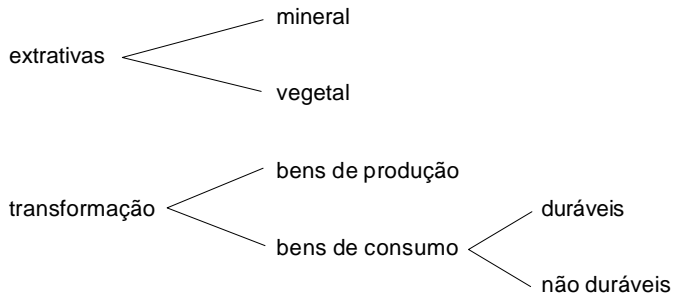 mineral
extrativas
vegetal
bens de produção
transformação
duráveis
bens de consumo
não duráveis